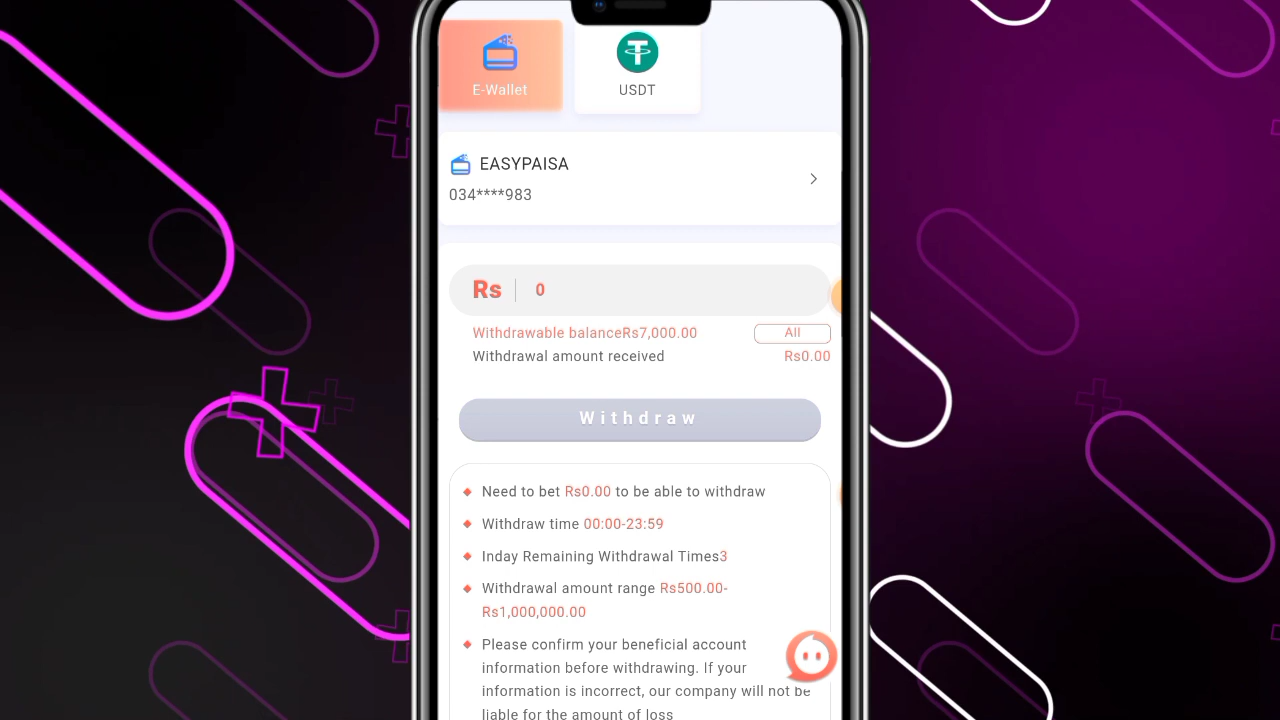 E-Wallet
USDT
EASYPAISA
034****983
Rs 0
Withdrawable balanceRs7,000.00 All
Withdrawal amount received Rs0.00
Withdraw
Need to bet Rs0.00 to be able to withdraw
Withdraw time 00:00-23:59
Inday Remaining Withdrawal Times3
Withdrawal amount range Rs500.00-
Rs1,000,000.00
Please confirm your beneficial account
information before withdrawing. If your
information is incorrect, our company will not be
liable for the amount of loss